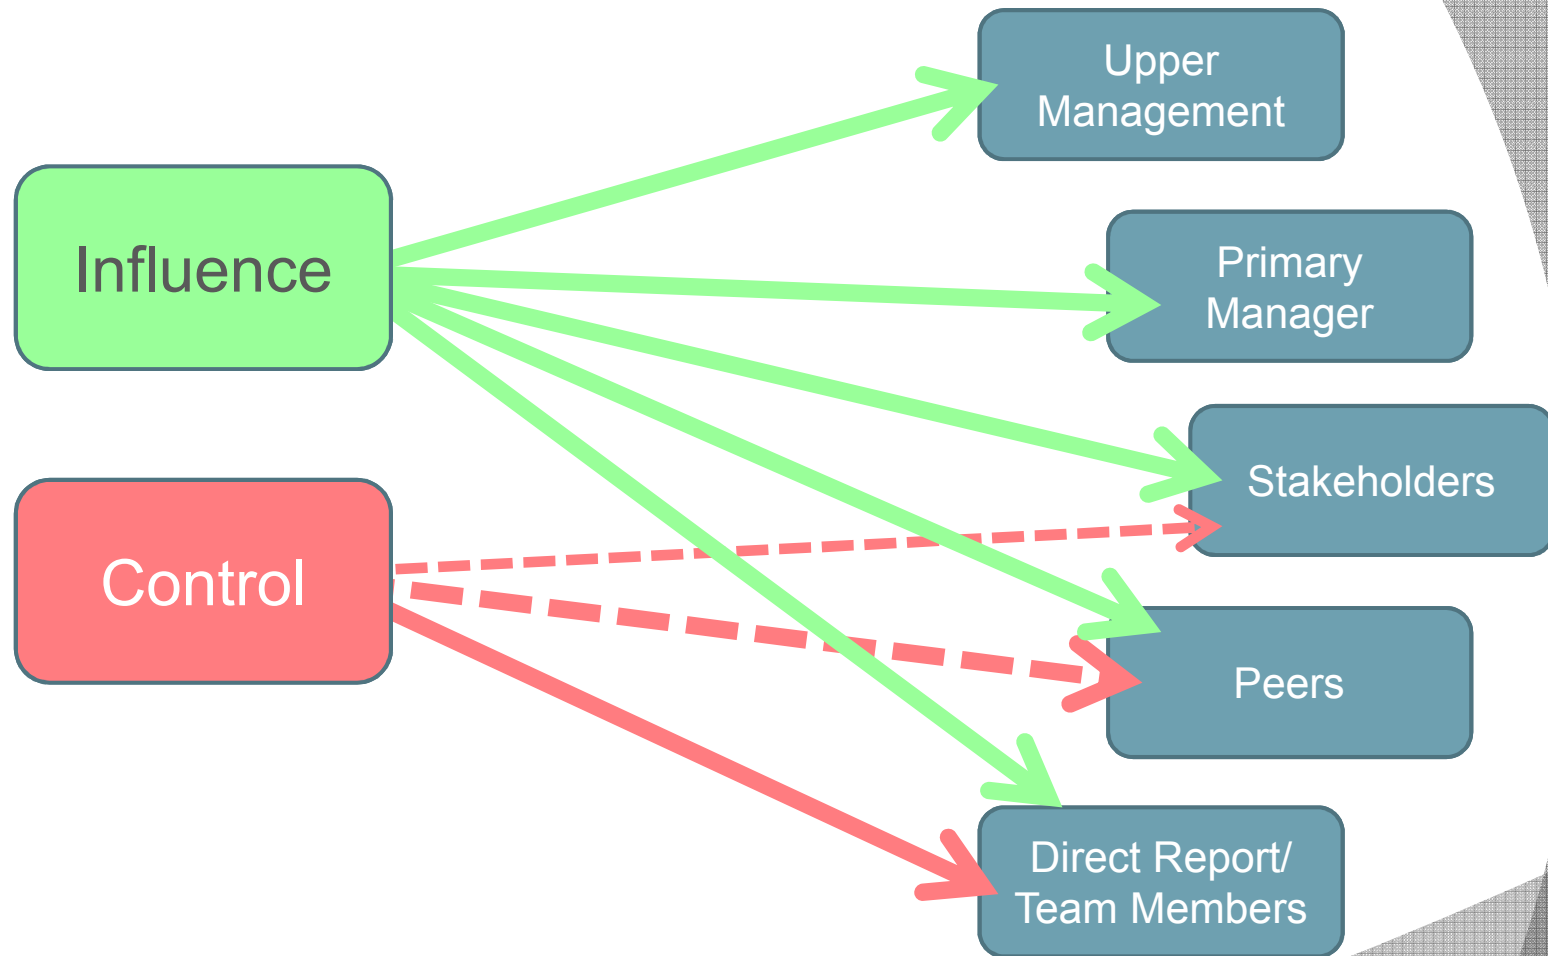 Upper
Management
Influence
Primary
Manager
Stakeholders
Control
Peers
Direct Report/
Team Members